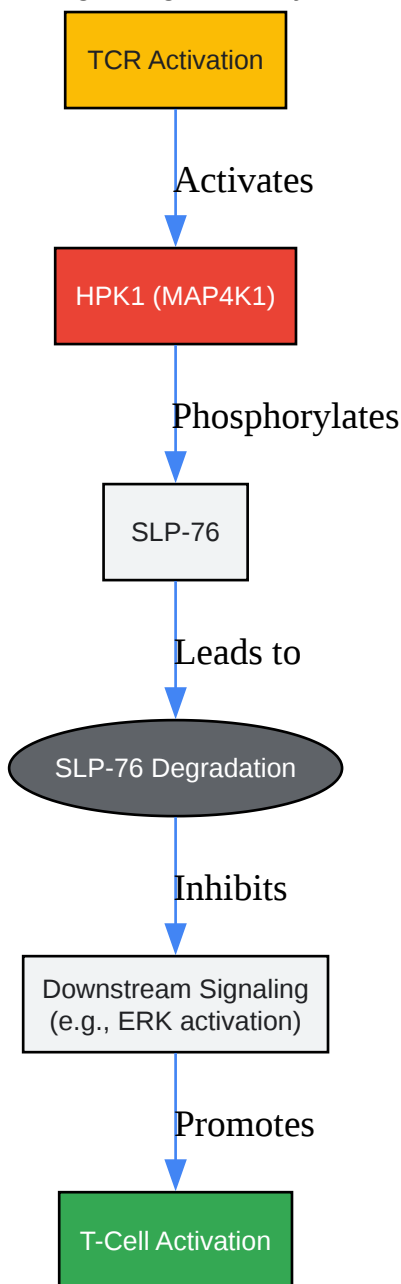 TCR Activation
Activates
HPK1 (MAP4K1)
Phosphorylates
SLP-76
Leads to
SLP-76 Degradation
Inhibits
Downstream Signaling
(e.g., ERK activation)
Promotes
T-Cell Activation